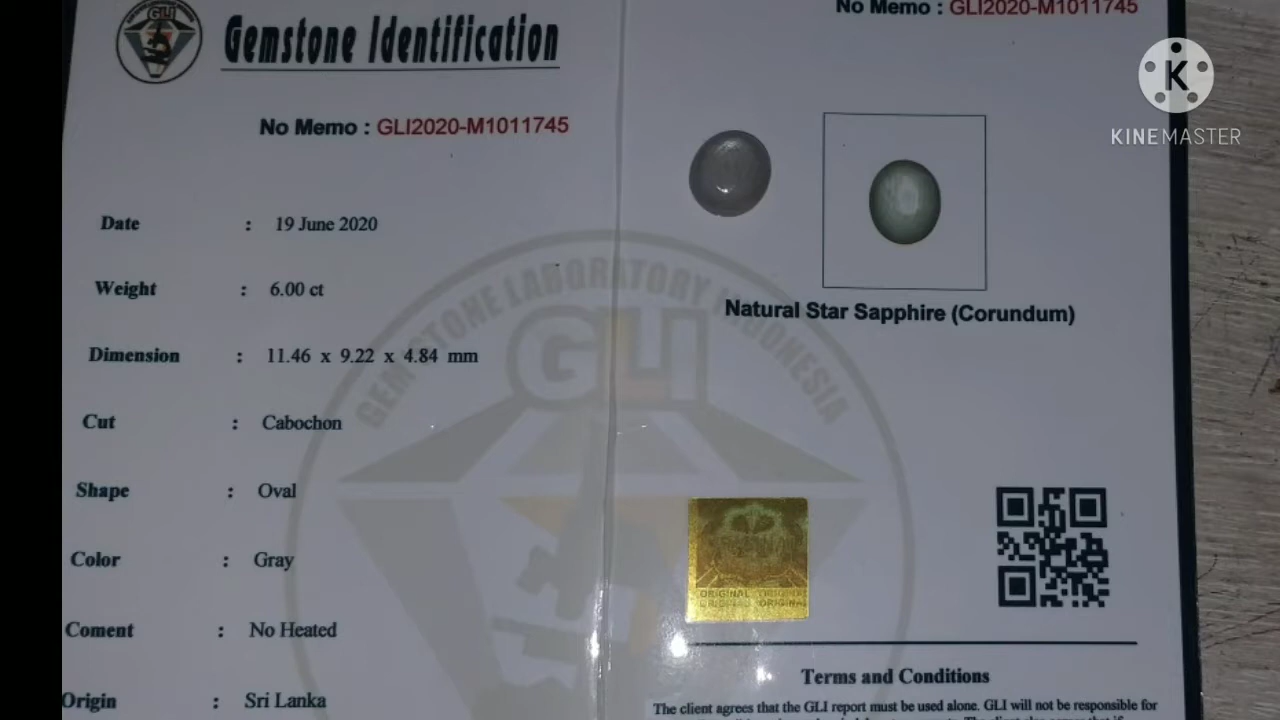 GLI
Gemstone Identification
No Memo : GLI2020-M1011745
Date : 19 June 2020
Weight : 6.00 ct
Dimension : 11.46 x 9.22 x 4.84 mm
Cut : Cabochon
Shape : Oval
Color : Gray
Coment : No Heated
Origin : Sri Lanka
No Memo : GLI2020-M1011745
Natural Star Sapphire (Corundum)
GEMSTONE LABORATORY INDONESIA
GLI
ORIGINAL ORIGINAL
ORIGINAL ORIGINAL
Terms and Conditions
The client agrees that the GLI report must be used alone. GLI will not be responsible for
K
KINEMASTER